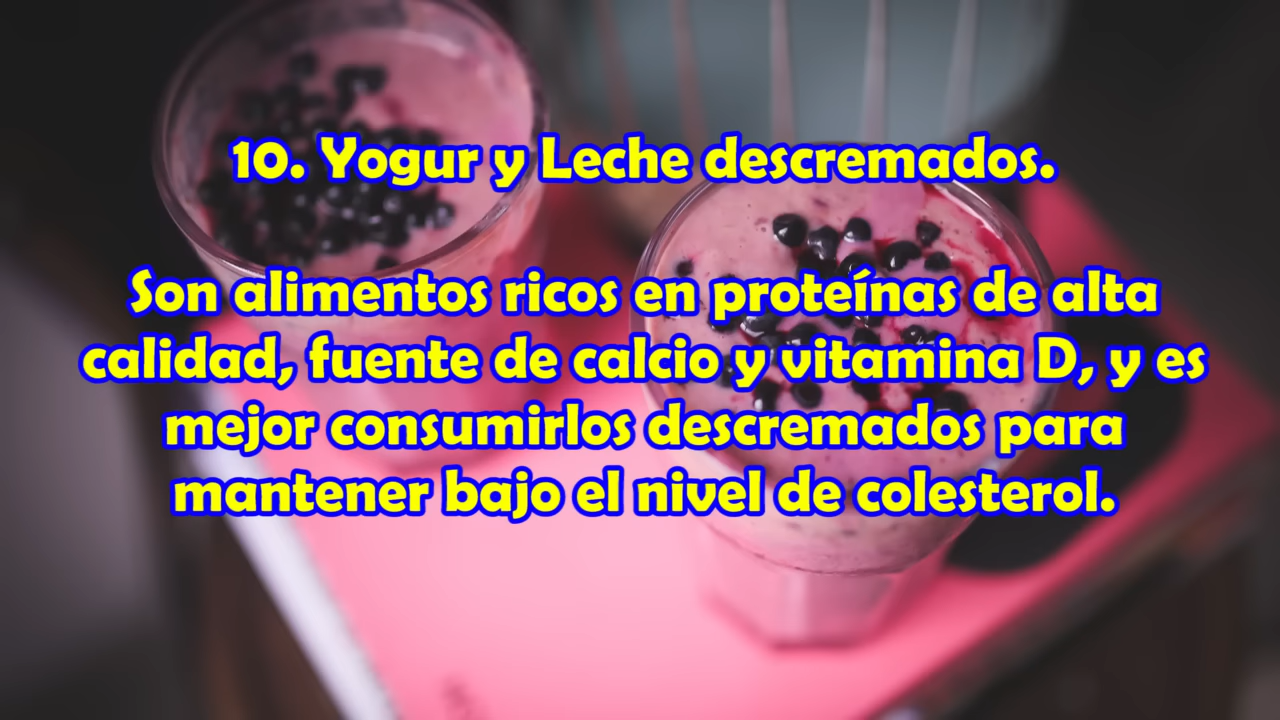 10. Yogur y Leche descremados.
Son alimentos ricos en proteínas de alta
calidad, fuente de calcio y vitamina D, y es
mejor consumirlos descremados para
mantener bajo el nivel de colesterol.